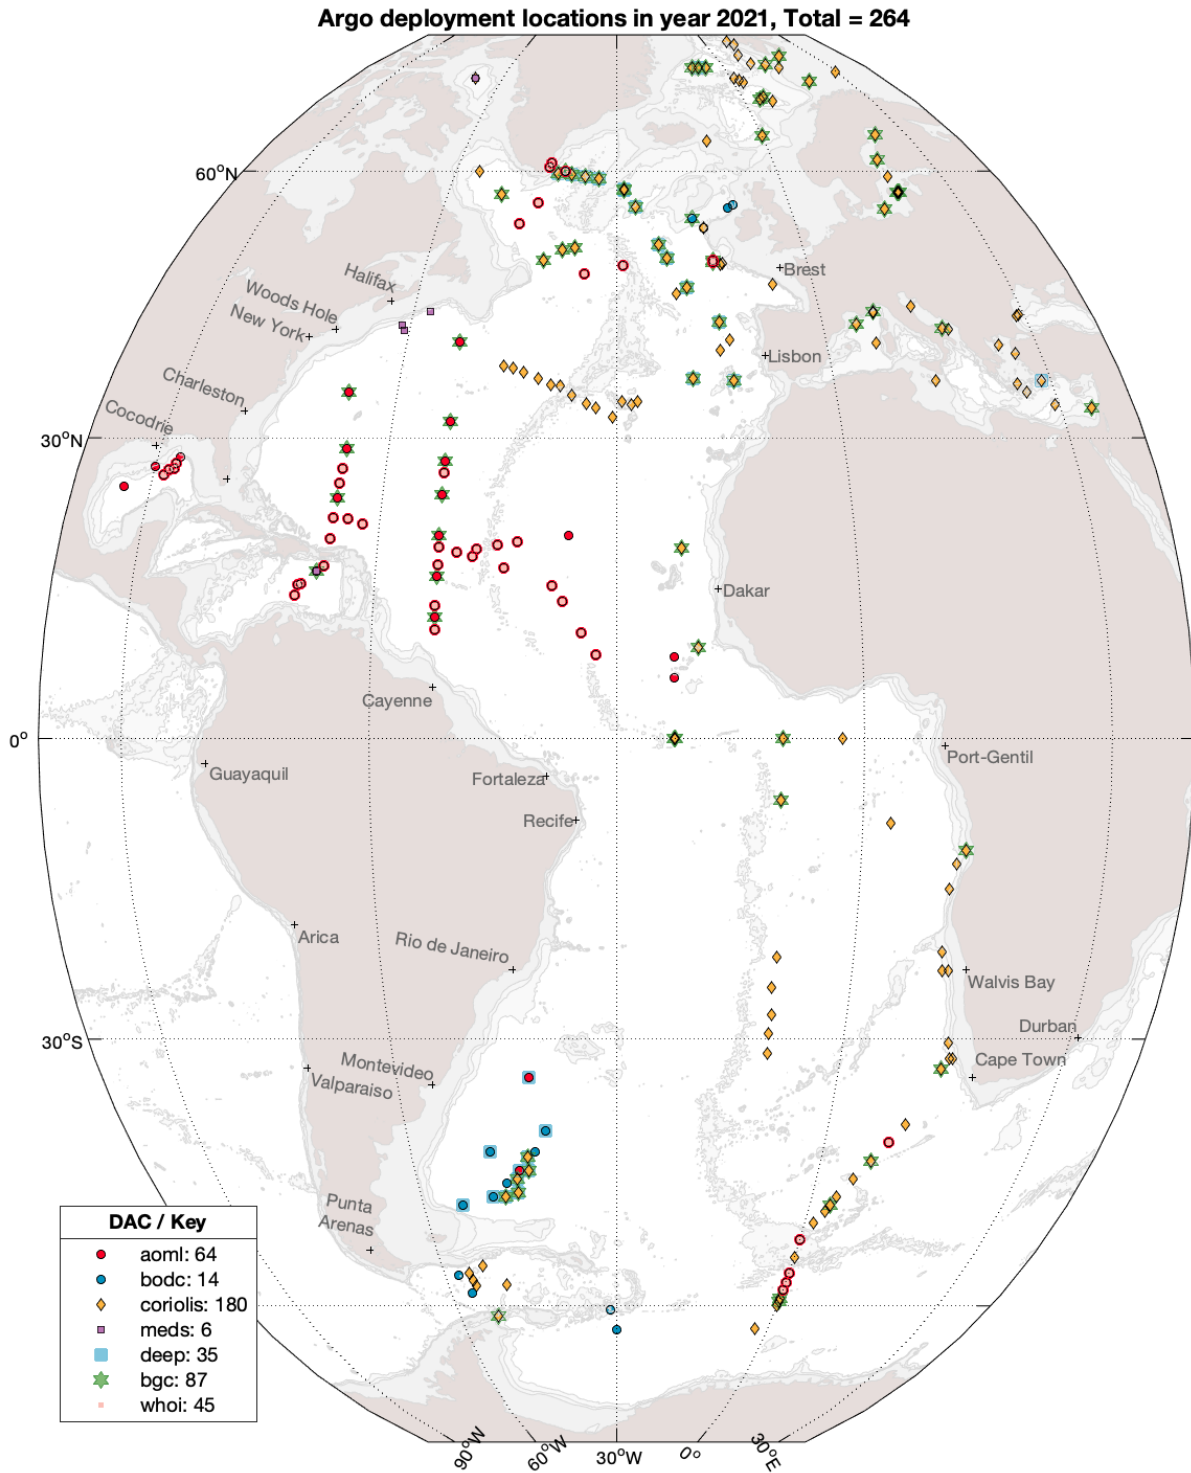 Argo deployment locations in year 2021, Total = 264
60°N
Brest
Halifax
Woods Hole
New York
Lisbon
Charleston
Cocodrie
30°N
Dakar
Cayenne
0°
Port-Gentil
Guayaquil
Fortaleza
Recife
Arica
Rio de Janeiro
Walvis Bay
Durban
30°S
Cape Town
Montevideo
Valparaiso
Punta
Arenas
DAC / Key
aoml: 64
bodc: 14
coriolis: 180
meds: 6
deep: 35
bgc: 87
whoi: 45
90°W
60°W
30°W
0°
30°E